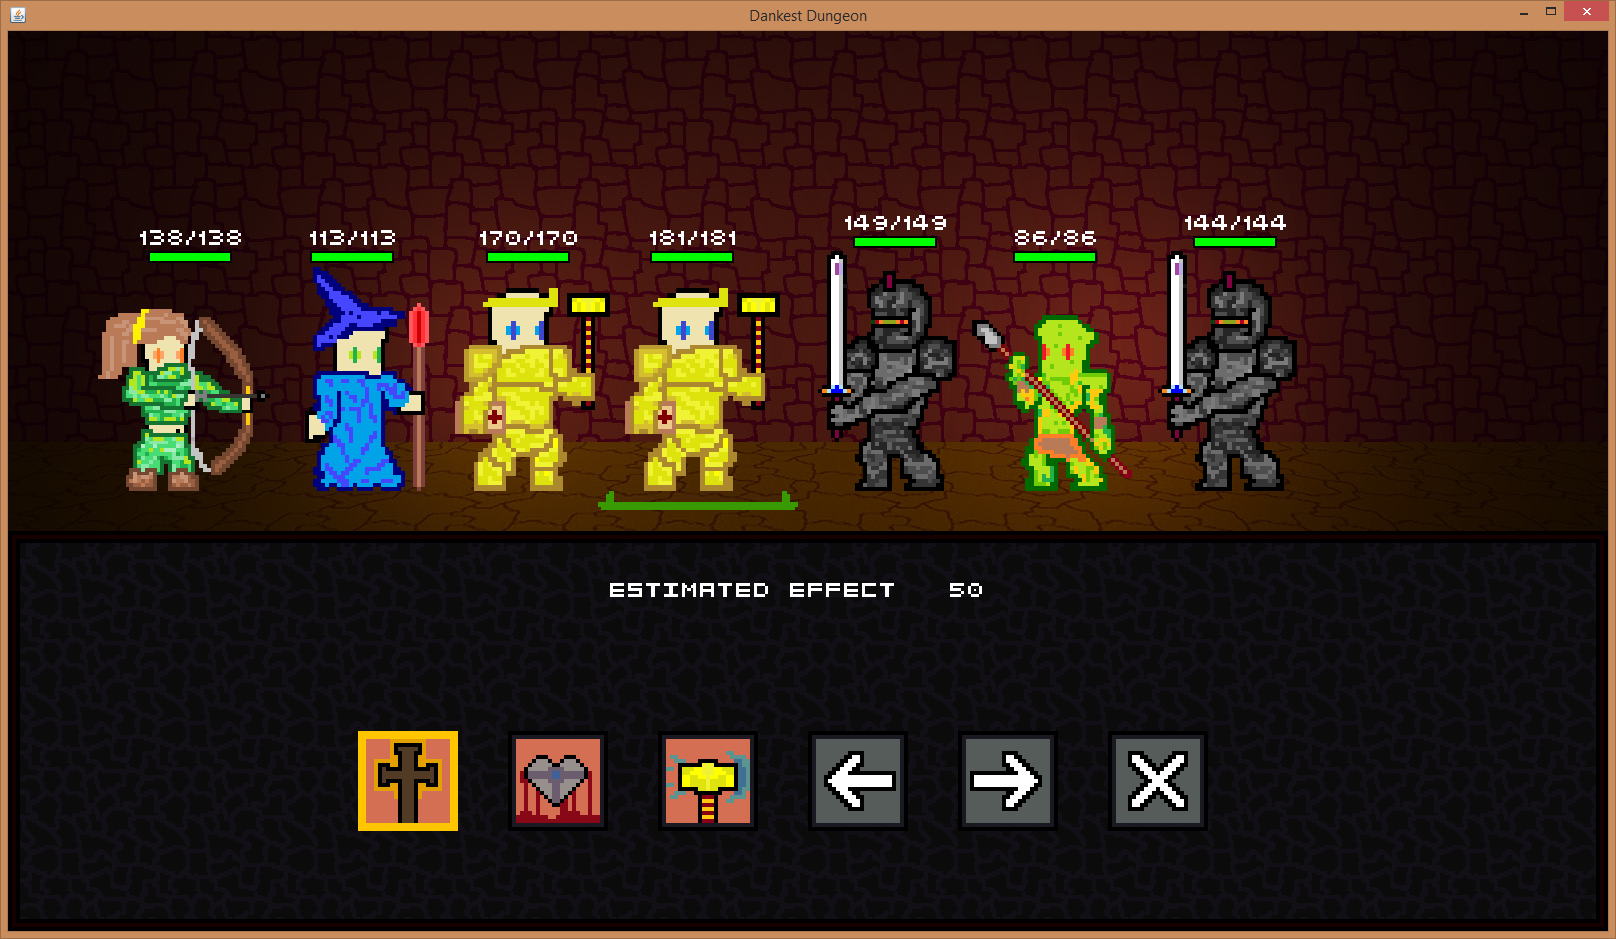 Dankest Dungeon
149/149 144/144
138/138 113/113 170/170 181/181 86/86
ESTIMATED EFFECT 50